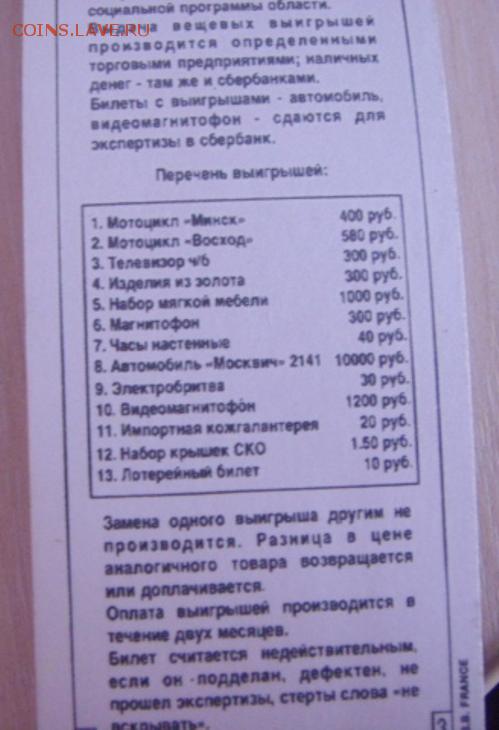 COINS.LAVE.RU
социальной программы области.
Выдача вещевых выигрышей
производится определенными
торговыми предприятиями; наличных
денег - там же и сбербанками.
Билеты с выигрышами - автомобиль,
видеомагнитофон - сдаются для
экспертизы в сбербанк.
Перечень выигрышей:
1. Мотоцикл «Минск» 400 руб.
2. Мотоцикл «Восход» 580 руб.
3. Телевизор ч/б 300 руб.
4. Изделия из золота 300 руб.
5. Набор мягкой мебели 1000 руб.
6. Магнитофон 300 руб.
7. Часы настенные 40 руб.
8. Автомобиль «Москвич» 2141 10000 руб.
9. Электробритва 30 руб.
10. Видеомагнитофон 1200 руб.
11. Импортная кожгалантерея 20 руб.
12. Набор крышек СКО 1.50 руб.
13. Лотерейный билет 10 руб.
Замена одного выигрыша другим не
производится. Разница в цене
аналогичного товара возвращается
или доплачивается.
Оплата выигрышей производится в
течение двух месяцев.
Билет считается недействительным,
если он подделан, дефектен, не
прошел экспертизы, стерты слова «не
вскрывать».
FRANCE